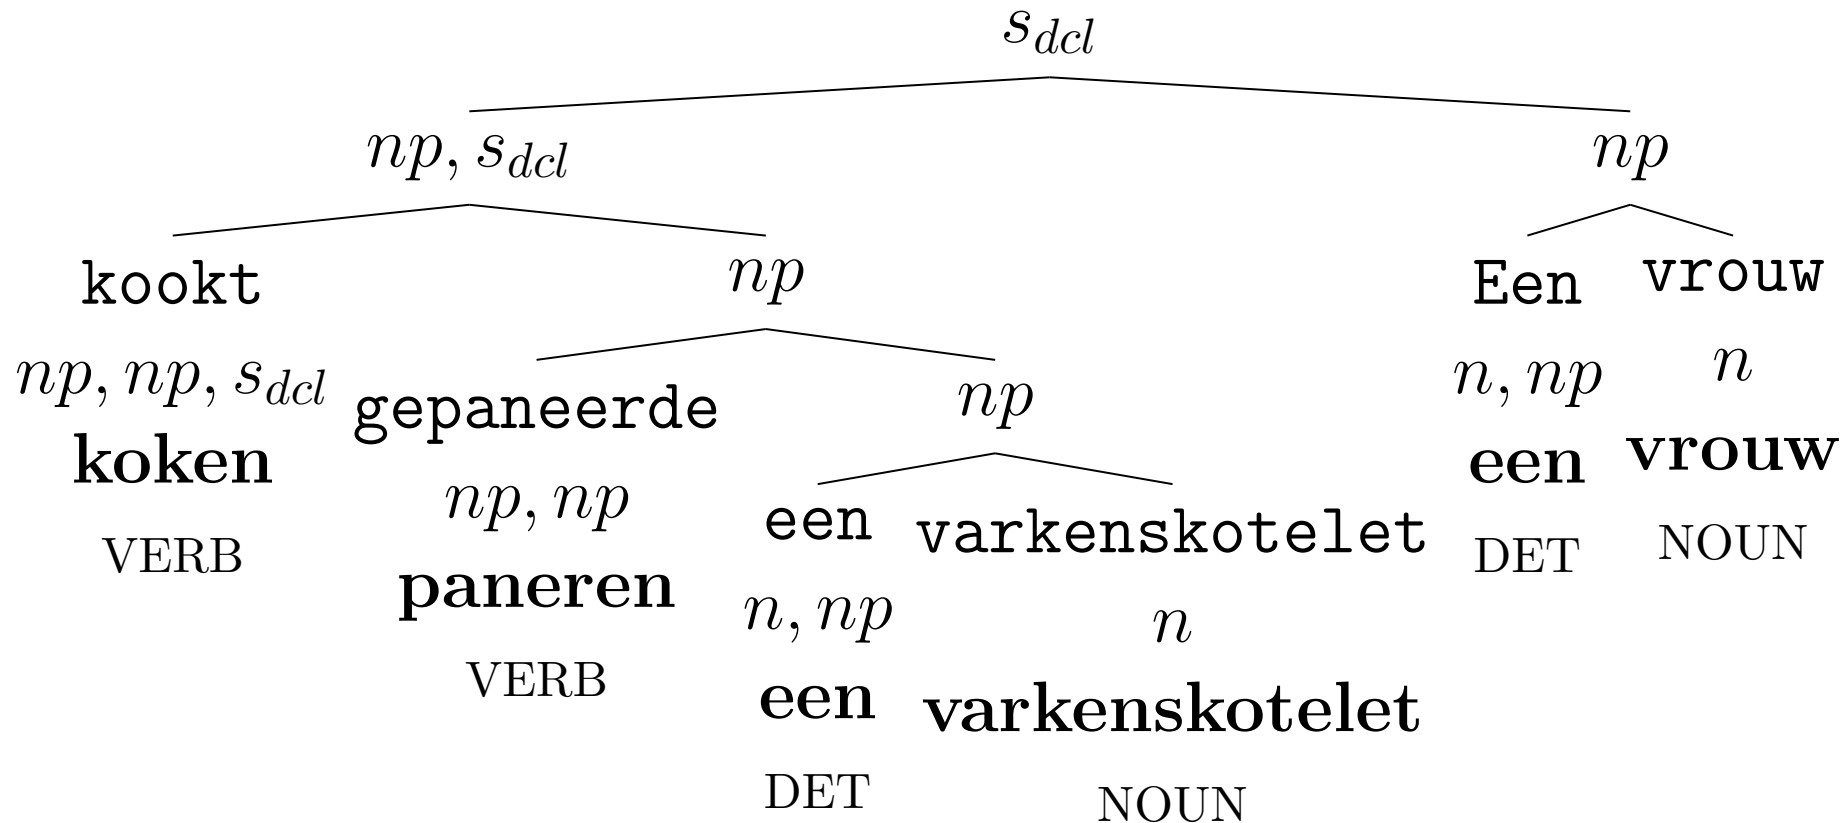 s_dcl
np, s_dcl np
kookt np Een vrouw
np, np, s_dcl gepaneerde np n, np n
koken np, np een varkenskotelet een vrouw
VERB paneren n, np n DET NOUN
VERB een varkenskotelet
DET NOUN